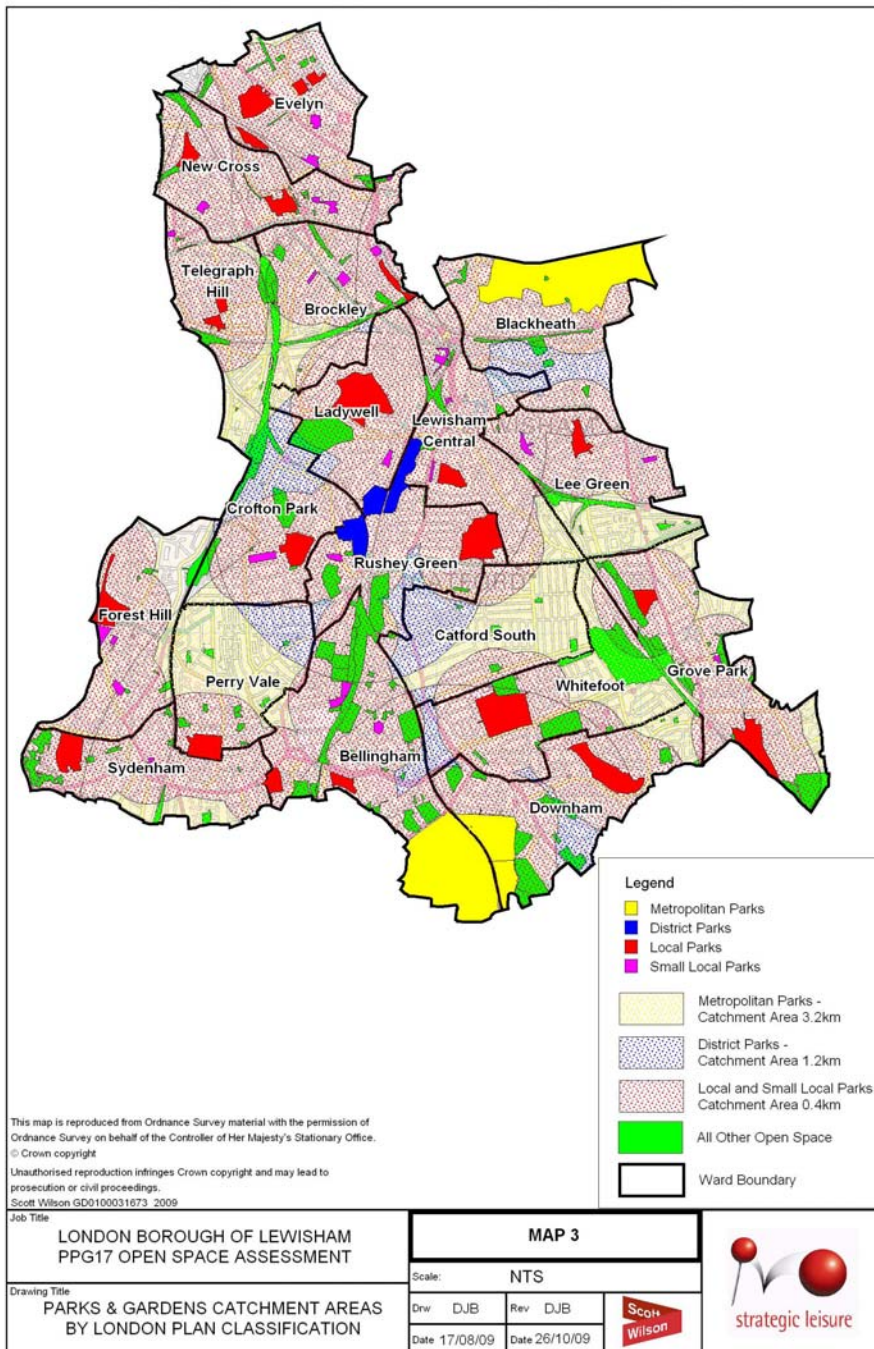 Evelyn
New Cross
Telegraph
Hill
Brockley
Blackheath
Ladywell
Lewisham
Central
Lee Green
Crofton Park
Rushey Green
Forest Hill
Catford South
Perry Vale
Whitefoot
Grove Park
Sydenham
Bellingham
Downham
Legend
Metropolitan Parks
District Parks
Local Parks
Small Local Parks
Metropolitan Parks -
Catchment Area 3.2km
District Parks -
Catchment Area 1.2km
Local and Small Local Parks
Catchment Area 0.4km
All Other Open Space
Ward Boundary
This map is reproduced from Ordnance Survey material with the permission of
Ordnance Survey on behalf of the Controller of Her Majesty's Stationary Office.
© Crown copyright
Unauthorised reproduction infringes Crown copyright and may lead to
prosecution or civil proceedings.
Scott Wilson GD0100031673 2009
Job Title
LONDON BOROUGH OF LEWISHAM
PPG17 OPEN SPACE ASSESSMENT
Drawing Title
PARKS & GARDENS CATCHMENT AREAS
BY LONDON PLAN CLASSIFICATION
MAP 3
Scale: NTS
Drw DJB Rev DJB
Date 17/08/09 Date 26/10/09
Scott
Wilson
strategic leisure